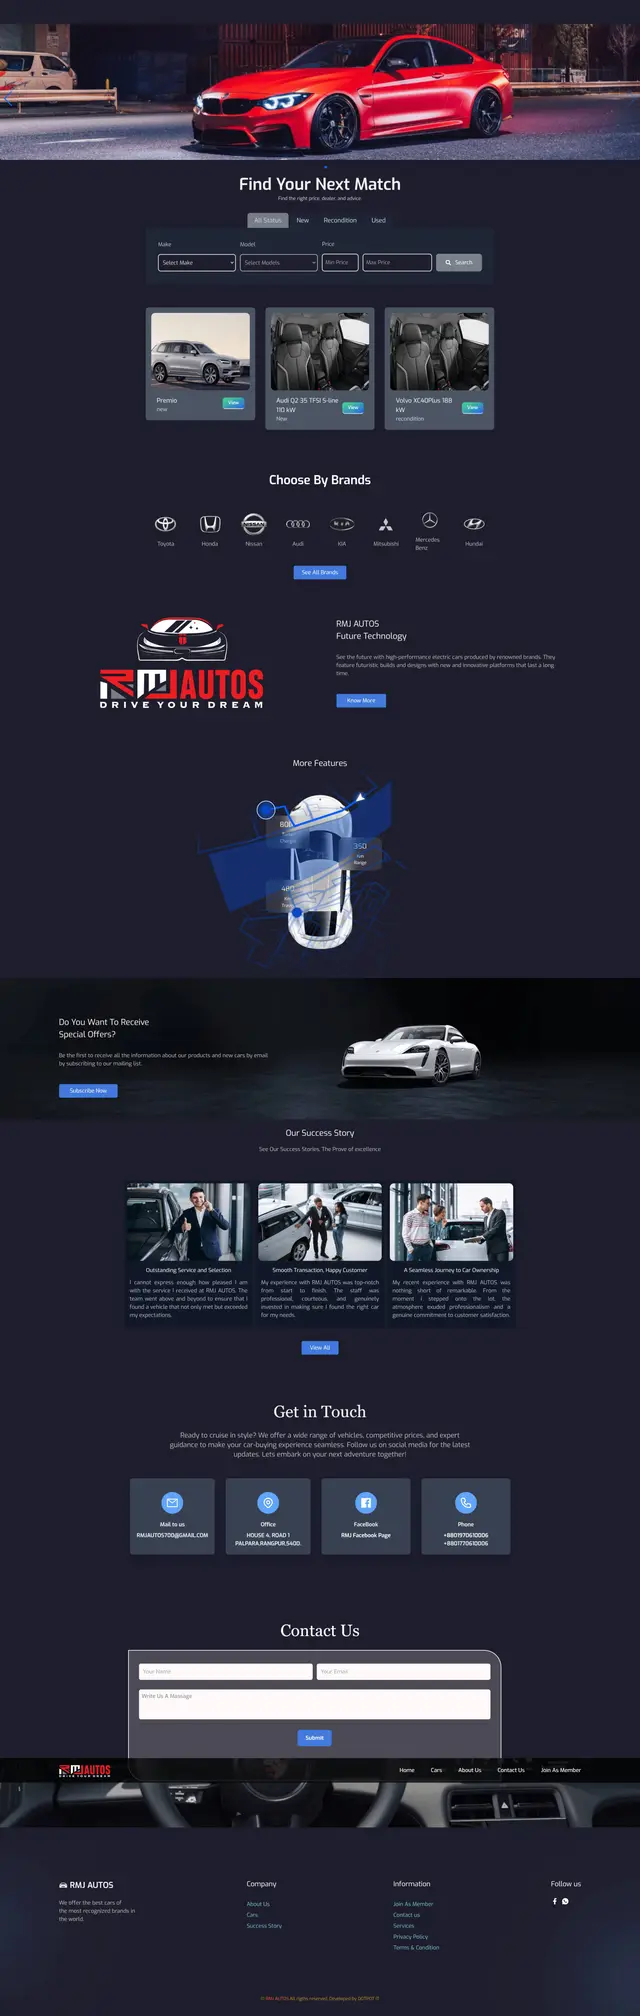 Find Your Next Match
Find the right price, dealer, and advice
All Status New Recondition Used
Make Model Price
Select Make Select Models Min Price Max Price Search
Premio
new
View
Audi Q2 35 TFSI S-line
110 kW
New
View
Volvo XC40Plus 188
kW
recondition
View
Choose By Brands
Toyota Honda Nissan Audi KIA Mitsuboshi Mercedes Benz Hundai
See All Brands
RMJ AUTOS
DRIVE YOUR DREAM
RMJ AUTOS
Future Technology
See the future with high-performance electric cars produced by renowned brands. They
feature futuristic builds and designs with new and innovative platforms that last a long
time.
Know More
More Features
350
km
Range
480
Do You Want To Receive
Special Offers?
Be the first to receive all the information about our products and new cars by email
by subscribing to our mailing list.
Subscribe Now
Our Success Story
See Our Success Stories, The Prove of excellence
Outstanding Service and Selection
I cannot express enough how pleased I am
with the service I received at RMJ AUTOS. The
team went above and beyond to ensure that I
found a vehicle that not only met but exceeded
my expectations.
Smooth Transaction, Happy Customer
My experience with RMJ AUTOS was top-notch
from start to finish. The staff was
professional, courteous, and genuinely
invested in making sure I found the right car
for my needs.
A Seamless Journey to Car Ownership
My recent experience with RMJ AUTOS was
nothing short of remarkable. From the
moment I stepped onto the lot, the
atmosphere exuded professionalism and a
genuine commitment to customer satisfaction.
View All
Get in Touch
Ready to cruise in style? We offer a wide range of vehicles, competitive prices, and expert
guidance to make your car-buying experience seamless. Follow us on social media for the latest
updates. Lets embark on your next adventure together!
Mail to us
RMJAUTOS700@GMAIL.COM
Office
HOUSE 4, ROAD 1
PALPARA,RANGPUR,5400.
FaceBook
RMJ Facebook Page
Phone
+8801970610006
+8801770610006
Contact Us
Your Name Your Email
Write Us A Massage
Submit
RMJ AUTOS
DRIVE YOUR DREAM
Home Cars About Us Contact Us Join As Member
RMJ AUTOS
We offer the best cars of
the most recognized brands in
the world.
Company
About Us
Cars
Success Story
Information
Join As Member
Contact us
Services
Privacy Policy
Terms & Condition
Follow us